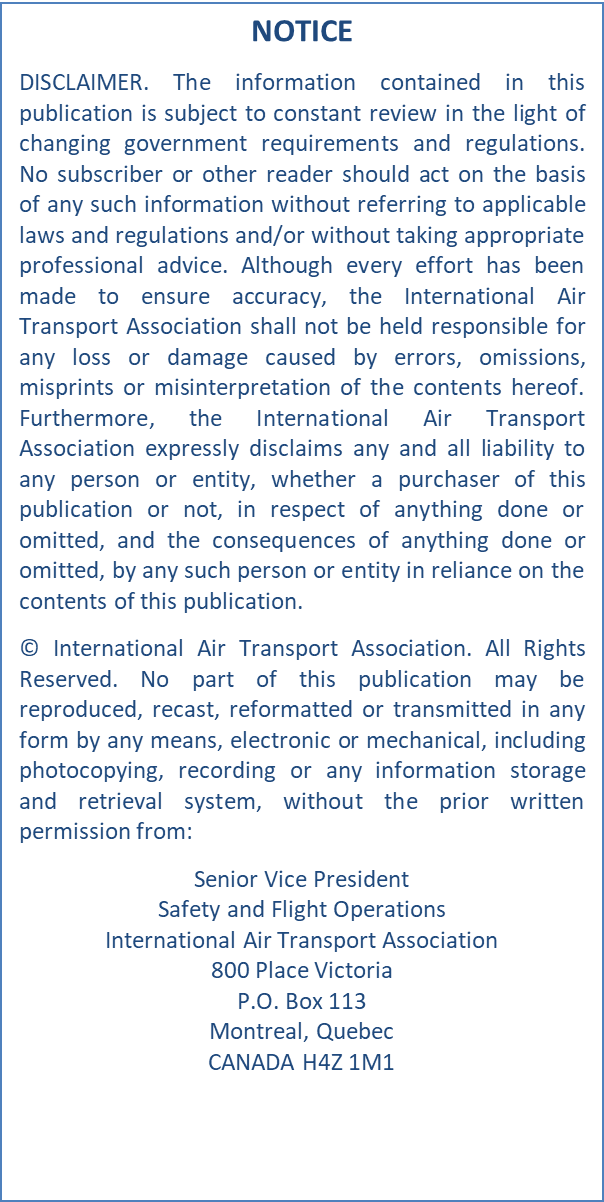 NOTICE
DISCLAIMER. The information contained in this
publication is subject to constant review in the light of
changing government requirements and regulations.
No subscriber or other reader should act on the basis
of any such information without referring to applicable
laws and regulations and/or without taking appropriate
professional advice. Although every effort has been
made to ensure accuracy, the International Air
Transport Association shall not be held responsible for
any loss or damage caused by errors, omissions,
misprints or misinterpretation of the contents hereof.
Furthermore, the International Air Transport
Association expressly disclaims any and all liability to
any person or entity, whether a purchaser of this
publication or not, in respect of anything done or
omitted, and the consequences of anything done or
omitted, by any such person or entity in reliance on the
contents of this publication.
© International Air Transport Association. All Rights
Reserved. No part of this publication may be
reproduced, recast, reformatted or transmitted in any
form by any means, electronic or mechanical, including
photocopying, recording or any information storage
and retrieval system, without the prior written
permission from:
Senior Vice President
Safety and Flight Operations
International Air Transport Association
800 Place Victoria
P.O. Box 113
Montreal, Quebec
CANADA H4Z 1M1